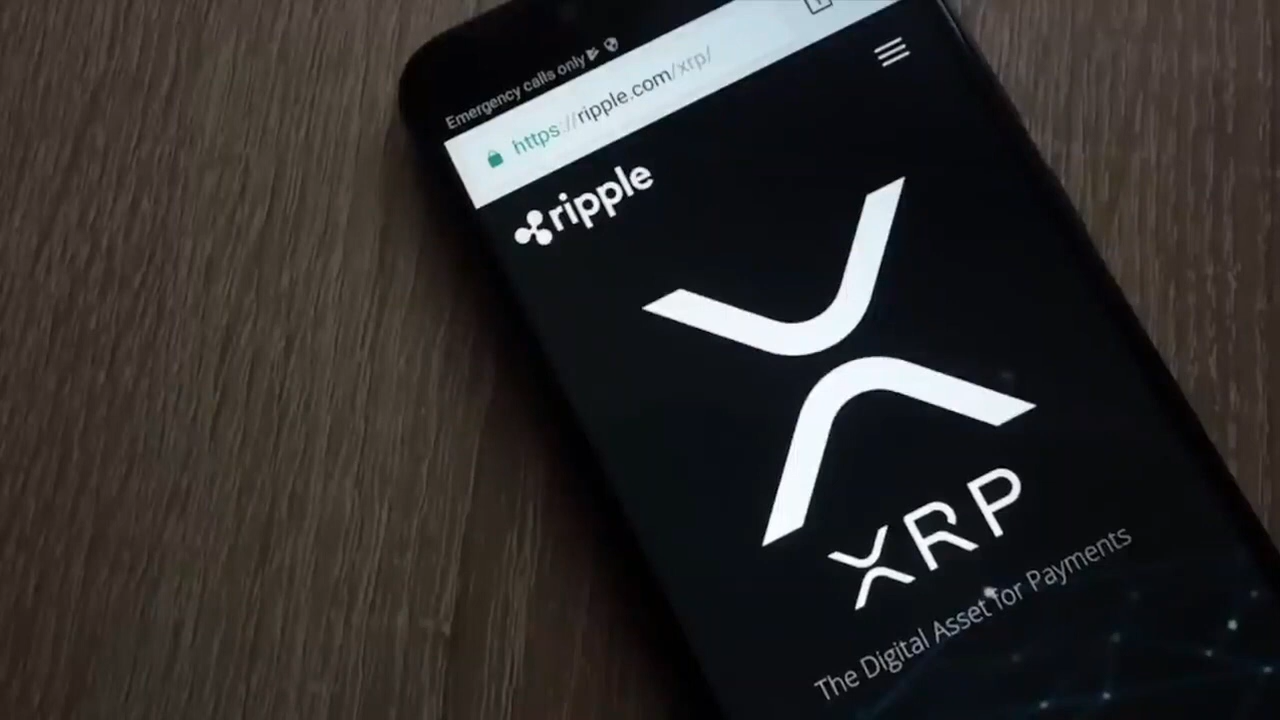 Emergency calls only
https://ripple.com/xrp/
ripple
XRP
The Digital Asset for Payments